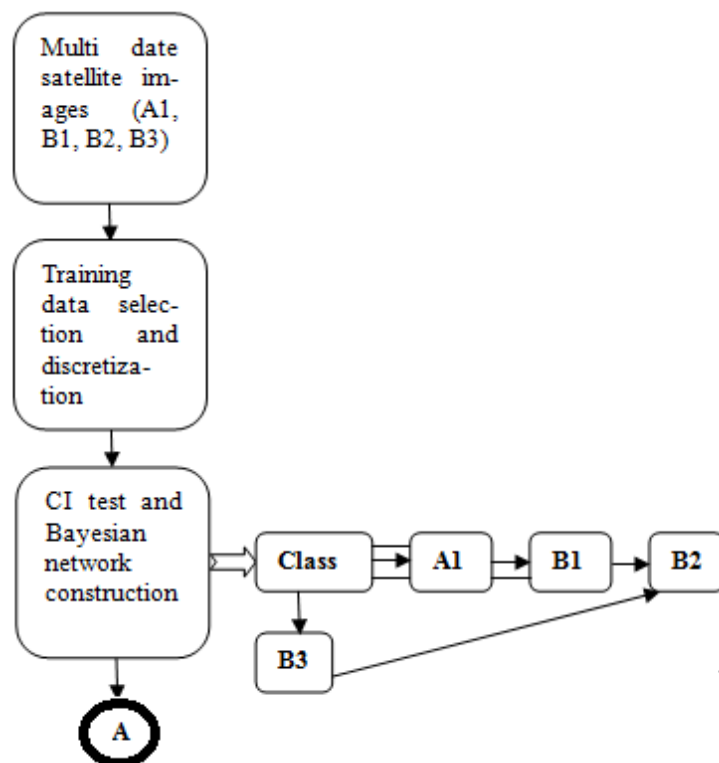 Multi date
satellite im-
ages (A1,
B1, B2, B3)
Training
data selec-
tion and
discretiza-
tion
CI test and
Bayesian
network
construction
Class
A1
B1
B2
B3
A